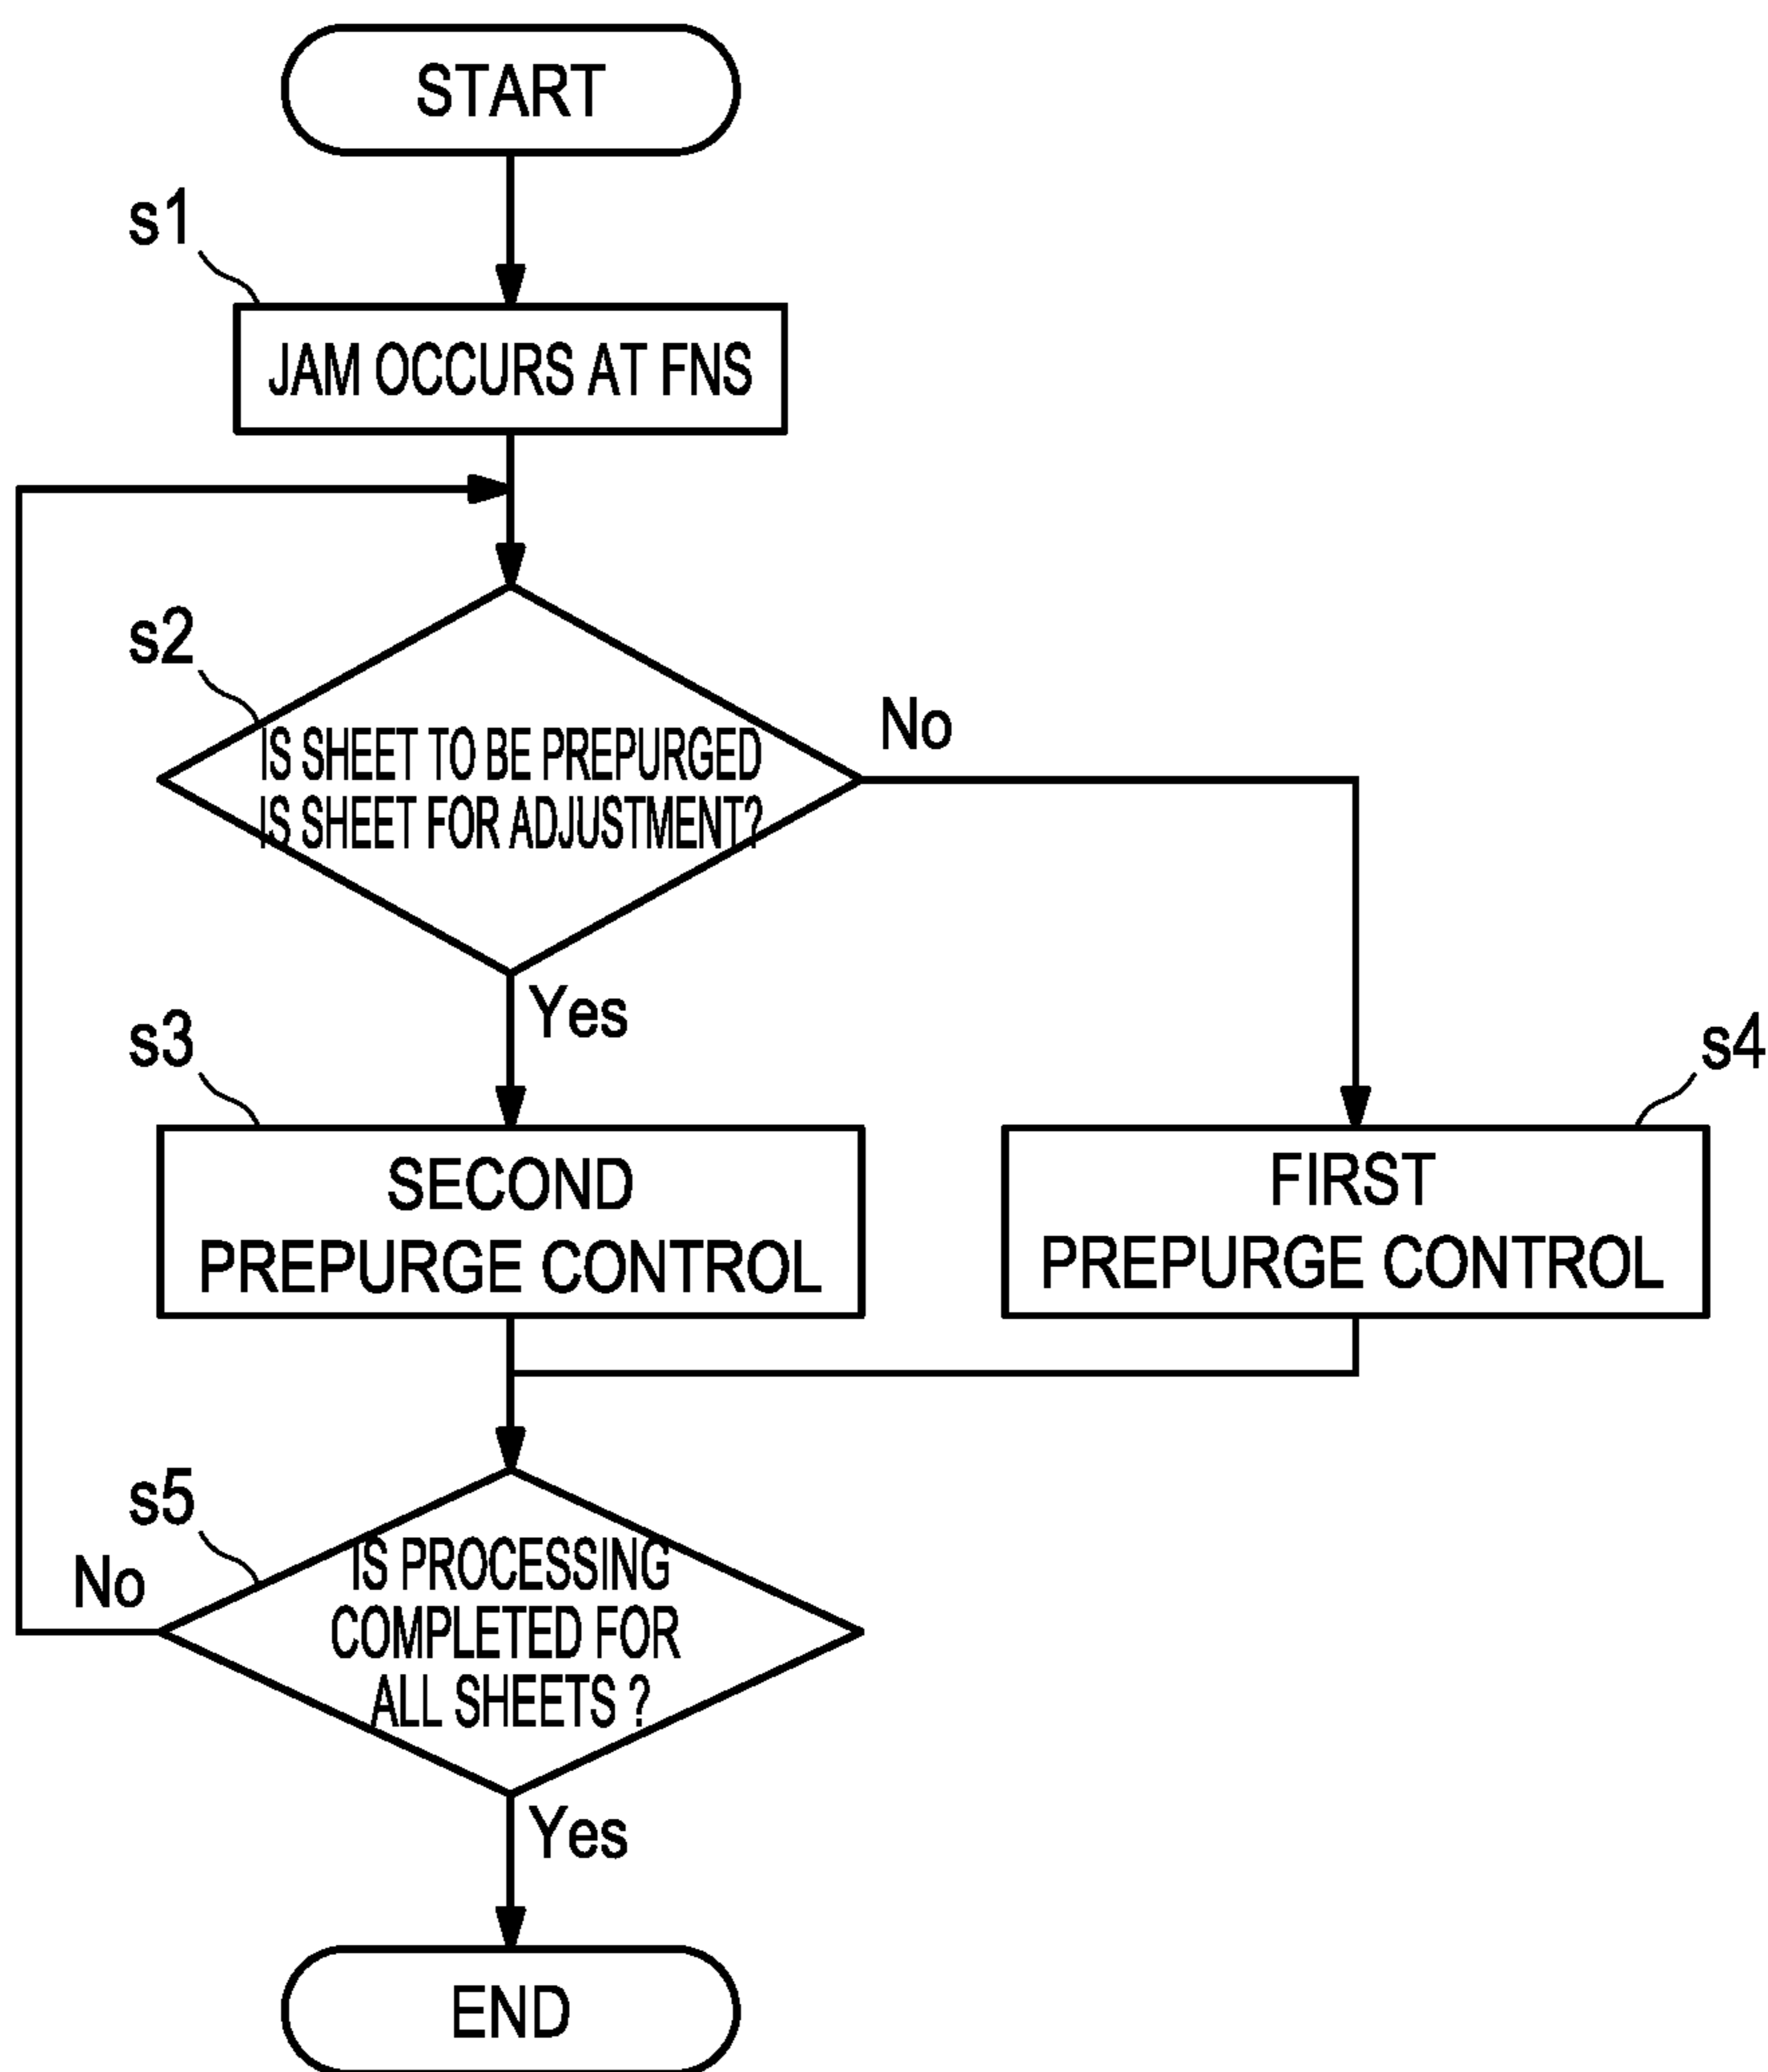 START
s1
JAM OCCURS AT FNS
s2
IS SHEET TO BE PREPURGED
IS SHEET FOR ADJUSTMENT?
No
Yes
s3
SECOND
PREPURGE CONTROL
s4
FIRST
PREPURGE CONTROL
s5
No
IS PROCESSING
COMPLETED FOR
ALL SHEETS ?
Yes
END